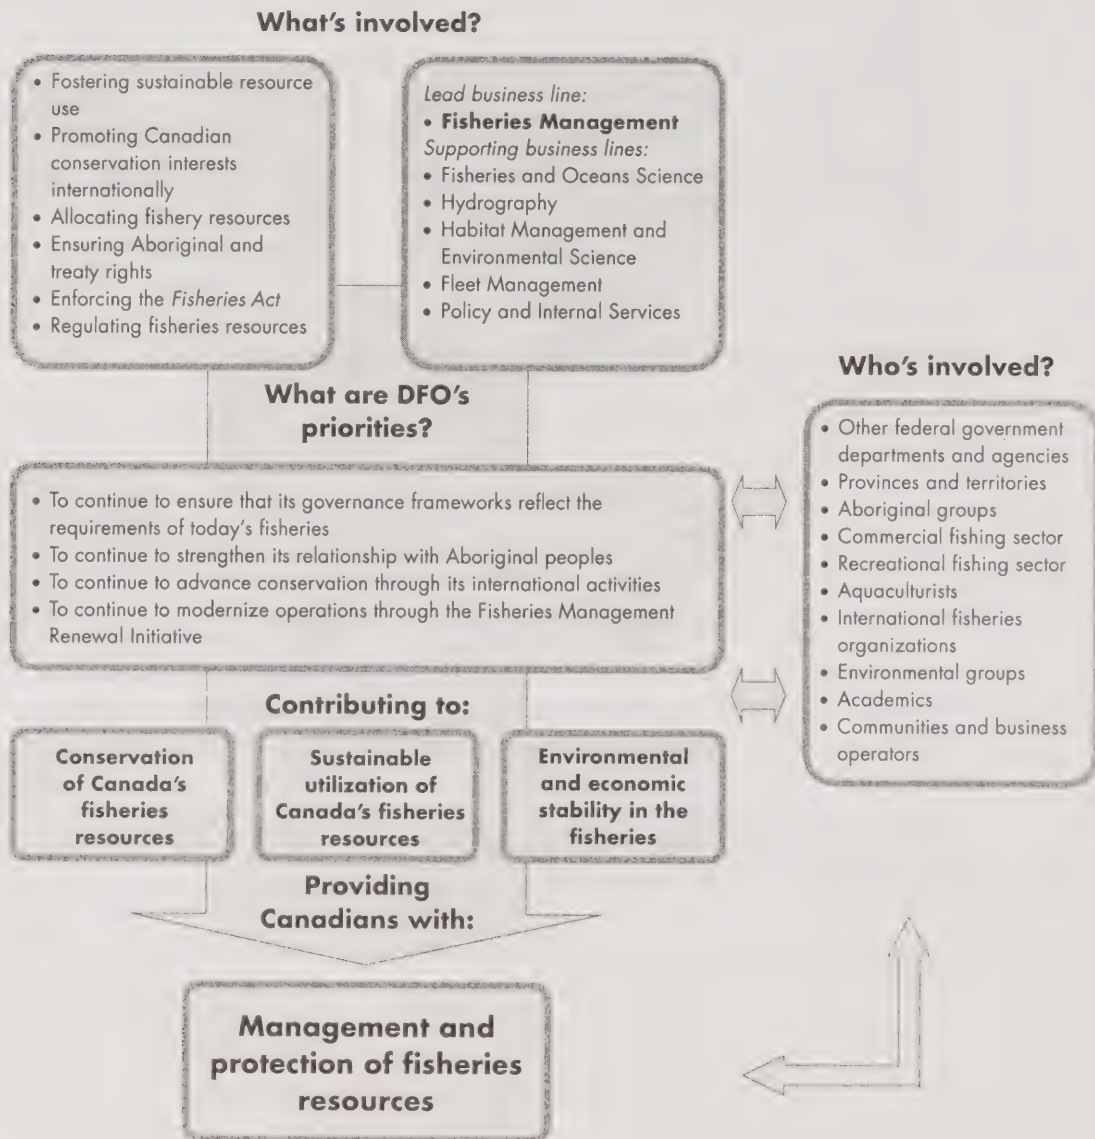 What's involved?
• Fostering sustainable resource
use
• Promoting Canadian
conservation interests
internationally
• Allocating fishery resources
• Ensuring Aboriginal and
treaty rights
• Enforcing the Fisheries Act
• Regulating fisheries resources
Lead business line:
• Fisheries Management
Supporting business lines:
• Fisheries and Oceans Science
• Hydrography
• Habitat Management and
Environmental Science
• Fleet Management
• Policy and Internal Services
What are DFO's
priorities?
• To continue to ensure that its governance frameworks reflect the
requirements of today's fisheries
• To continue to strengthen its relationship with Aboriginal peoples
• To continue to advance conservation through its international activities
• To continue to modernize operations through the Fisheries Management
Renewal Initiative
Who's involved?
• Other federal government
departments and agencies
• Provinces and territories
• Aboriginal groups
• Commercial fishing sector
• Recreational fishing sector
• Aquaculturists
• International fisheries
organizations
• Environmental groups
• Academics
• Communities and business
operators
Contributing to:
Conservation
of Canada's
fisheries
resources
Sustainable
utilization of
Canada's fisheries
resources
Environmental
and economic
stability in the
fisheries
Providing
Canadians with:
Management and
protection of fisheries
resources